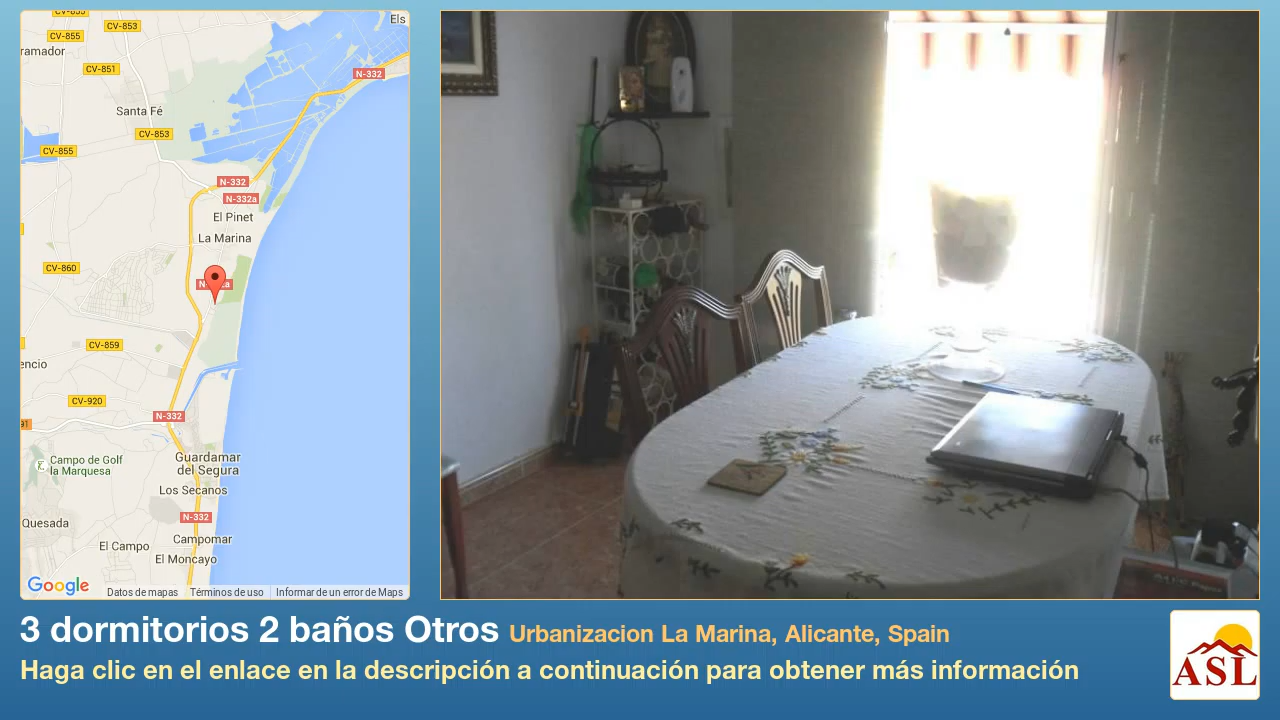 CV-853
Els
CV-855
ramador
CV-851
N-332
Santa Fé
CV-853
CV-855
N-332
N-332a
El Pinet
La Marina
CV-860
CV-859
encio
CV-920
N-332
91
Guardamar
del Segura
Campo de Golf
la Marquesa
Los Secanos
N-332
Quesada
Campomar
El Campo
El Moncayo
Google
Datos de mapas
Términos de uso
Informar de un error de Maps
3 dormitorios 2 baños Otros Urbanizacion La Marina, Alicante, Spain
Haga clic en el enlace en la descripción a continuación para obtener más información
ASL